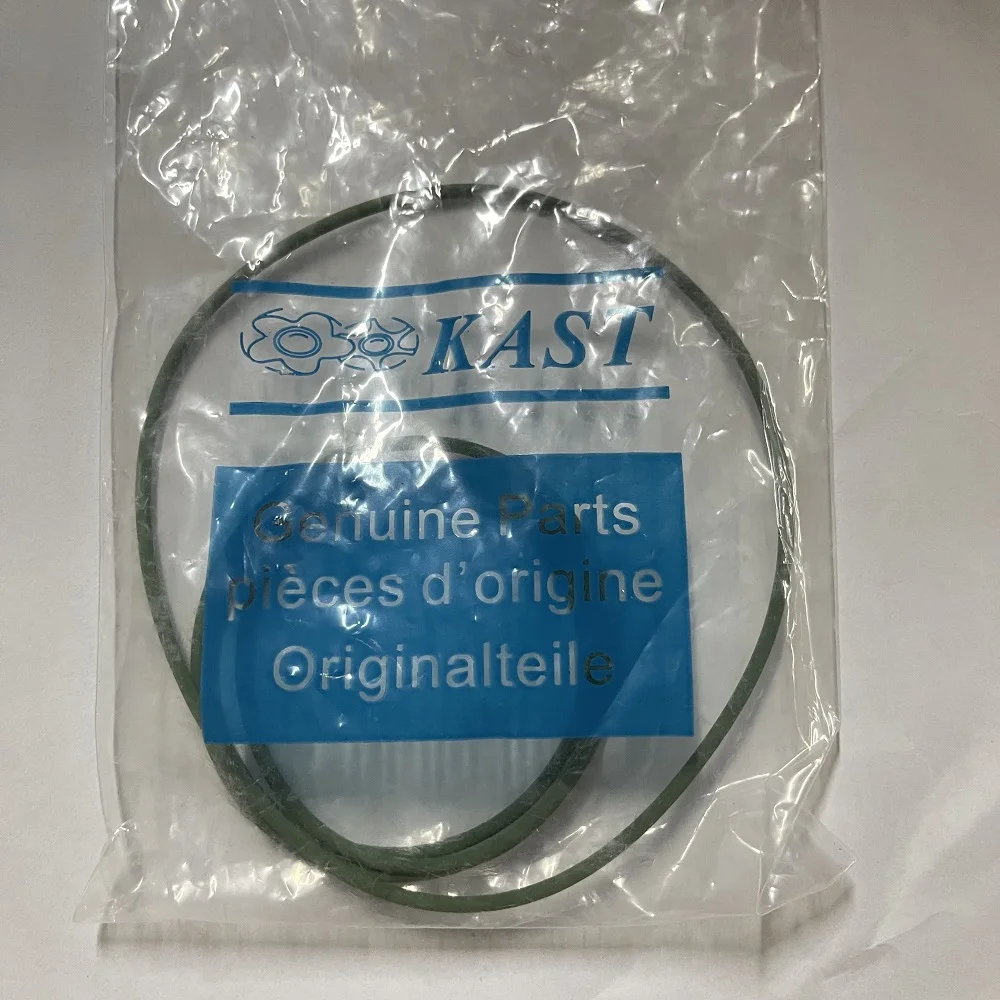 KAST
Genuine Parts
pièces d'origine
Originalteile